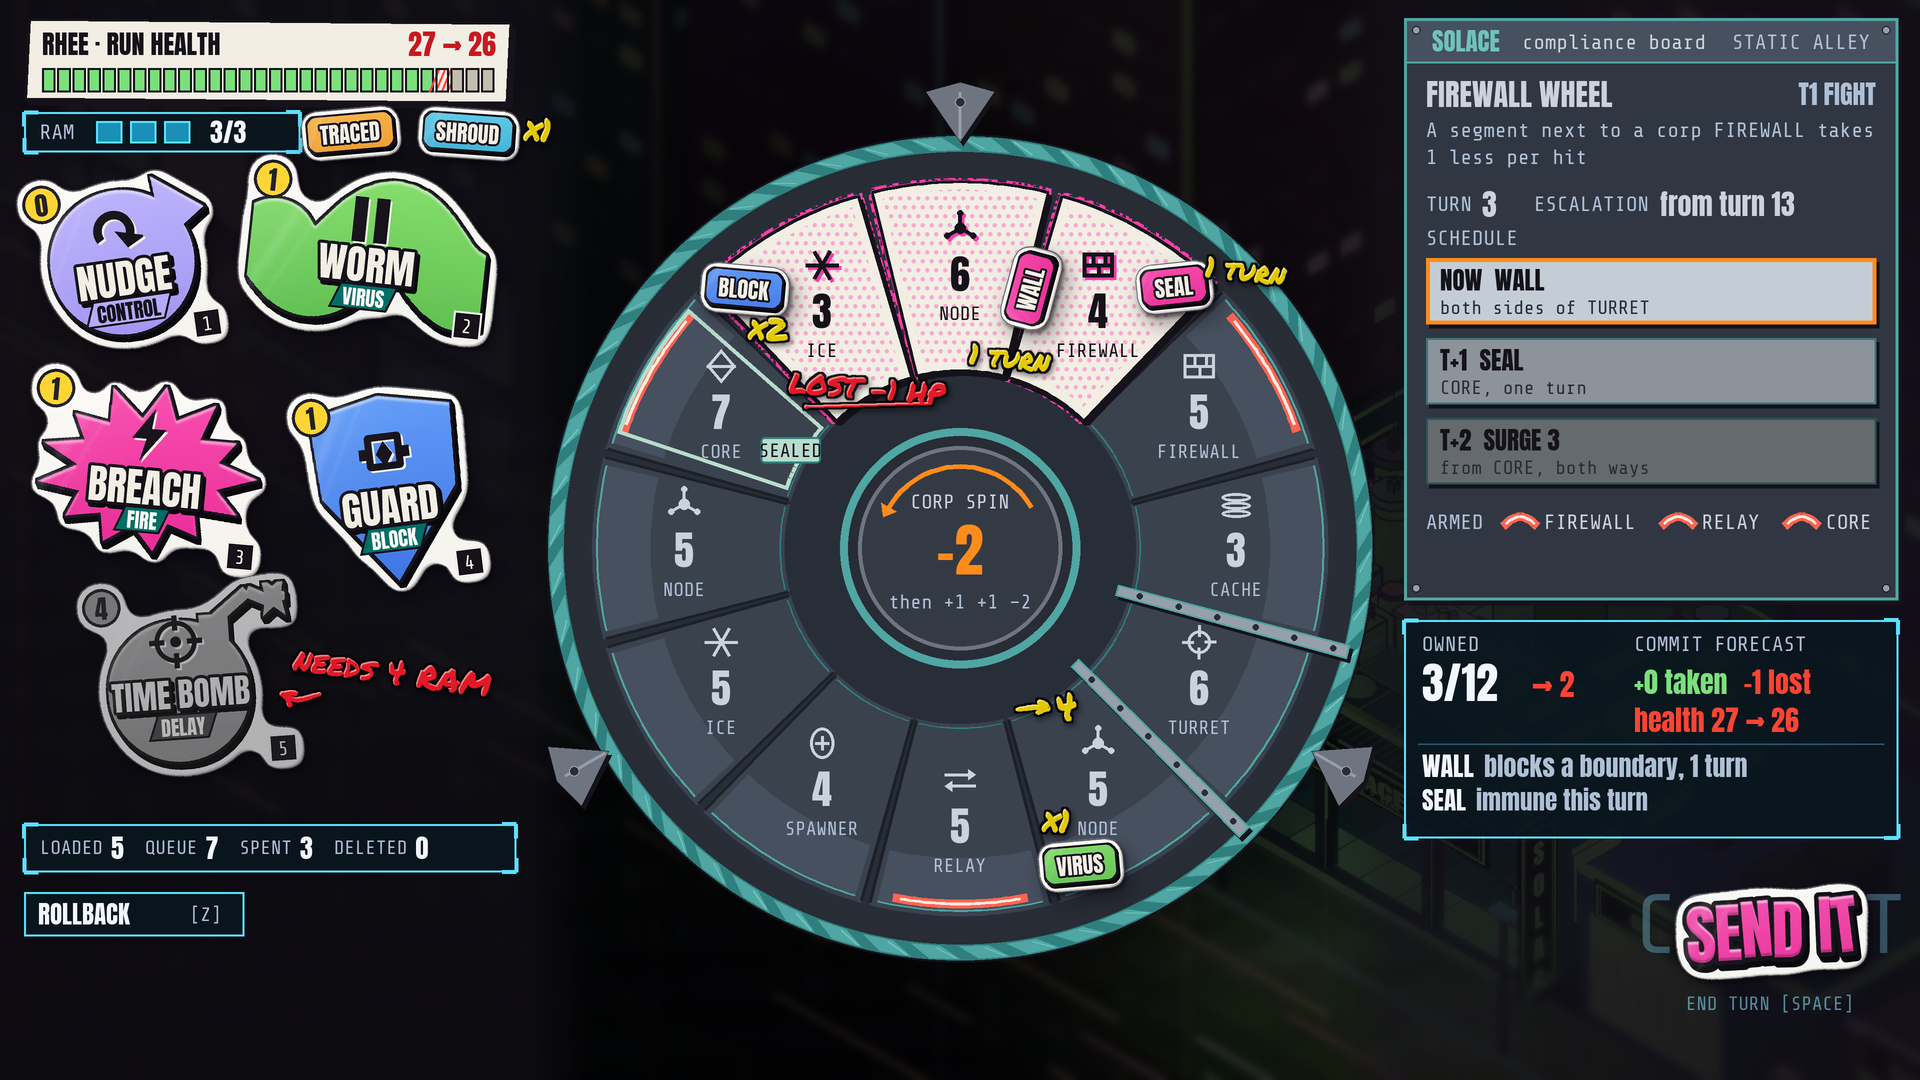 RHEE · RUN HEALTH 27 → 26
RAM 3/3
TRACED
SHROUD X1
0 NUDGE CONTROL 1
1 WORM VIRUS 2
1 BREACH FIRE 3
1 GUARD BLOCK 4
4 TIME BOMB DELAY 5
NEEDS 4 RAM
LOADED 5 QUEUE 7 SPENT 3 DELETED 0
ROLLBACK [Z]
BLOCK X2
3 ICE
LOST -1 HP
6 NODE
WALL
1 TURN
4 FIREWALL
SEAL
1 TURN
7 CORE
SEALED
5 FIREWALL
5 NODE
3 CACHE
5 ICE
6 TURRET
4 SPAWNER
5 RELAY
→ 4
5 NODE
X1
VIRUS
CORP SPIN
-2
then +1 +1 -2
SOLACE compliance board STATIC ALLEY
FIREWALL WHEEL T1 FIGHT
A segment next to a corp FIREWALL takes
1 less per hit
TURN 3 ESCALATION from turn 13
SCHEDULE
NOW WALL
both sides of TURRET
T+1 SEAL
CORE, one turn
T+2 SURGE 3
from CORE, both ways
ARMED FIREWALL RELAY CORE
OWNED COMMIT FORECAST
3/12 → 2 +0 taken -1 lost
health 27 → 26
WALL blocks a boundary, 1 turn
SEAL immune this turn
SEND IT
END TURN [SPACE]